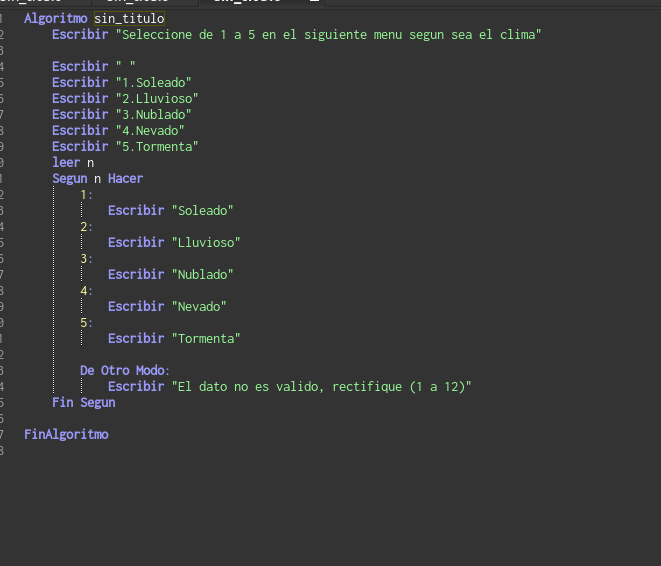 Algoritmo sin_titulo
Escribir "Seleccione de 1 a 5 en el siguiente menu segun sea el clima"
Escribir " "
Escribir "1.Soleado"
Escribir "2.Lluvioso"
Escribir "3.Nublado"
Escribir "4.Nevado"
Escribir "5.Tormenta"
leer n
Segun n Hacer
1:
Escribir "Soleado"
2:
Escribir "Lluvioso"
3:
Escribir "Nublado"
4:
Escribir "Nevado"
5:
Escribir "Tormenta"
De Otro Modo:
Escribir "El dato no es valido, rectifique (1 a 12)"
Fin Segun
FinAlgoritmo